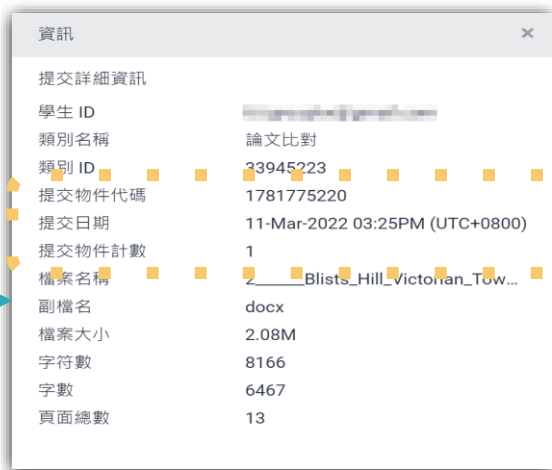 資訊 ×
提交詳細資訊
學生 ID
類別名稱 論文比對
類別 ID 33945223
提交物件代碼 1781775220
提交日期 11-Mar-2022 03:25PM (UTC+0800)
提交物件計數 1
檔案名稱 2______Blists_Hill_Victorian_Tow...
副檔名 docx
檔案大小 2.08M
字符數 8166
字數 6467
頁面總數 13